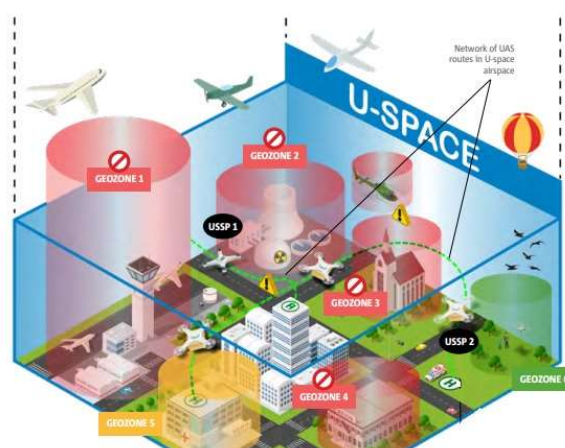 Network of UAS
routes in U-space
airspace
U-SPACE
GEOZONE 2
GEOZONE 1
USSP 1
GEOZONE 3
USSP 2
H
GEOZONE 4
H
GEOZONE
GEOZONE 5
H